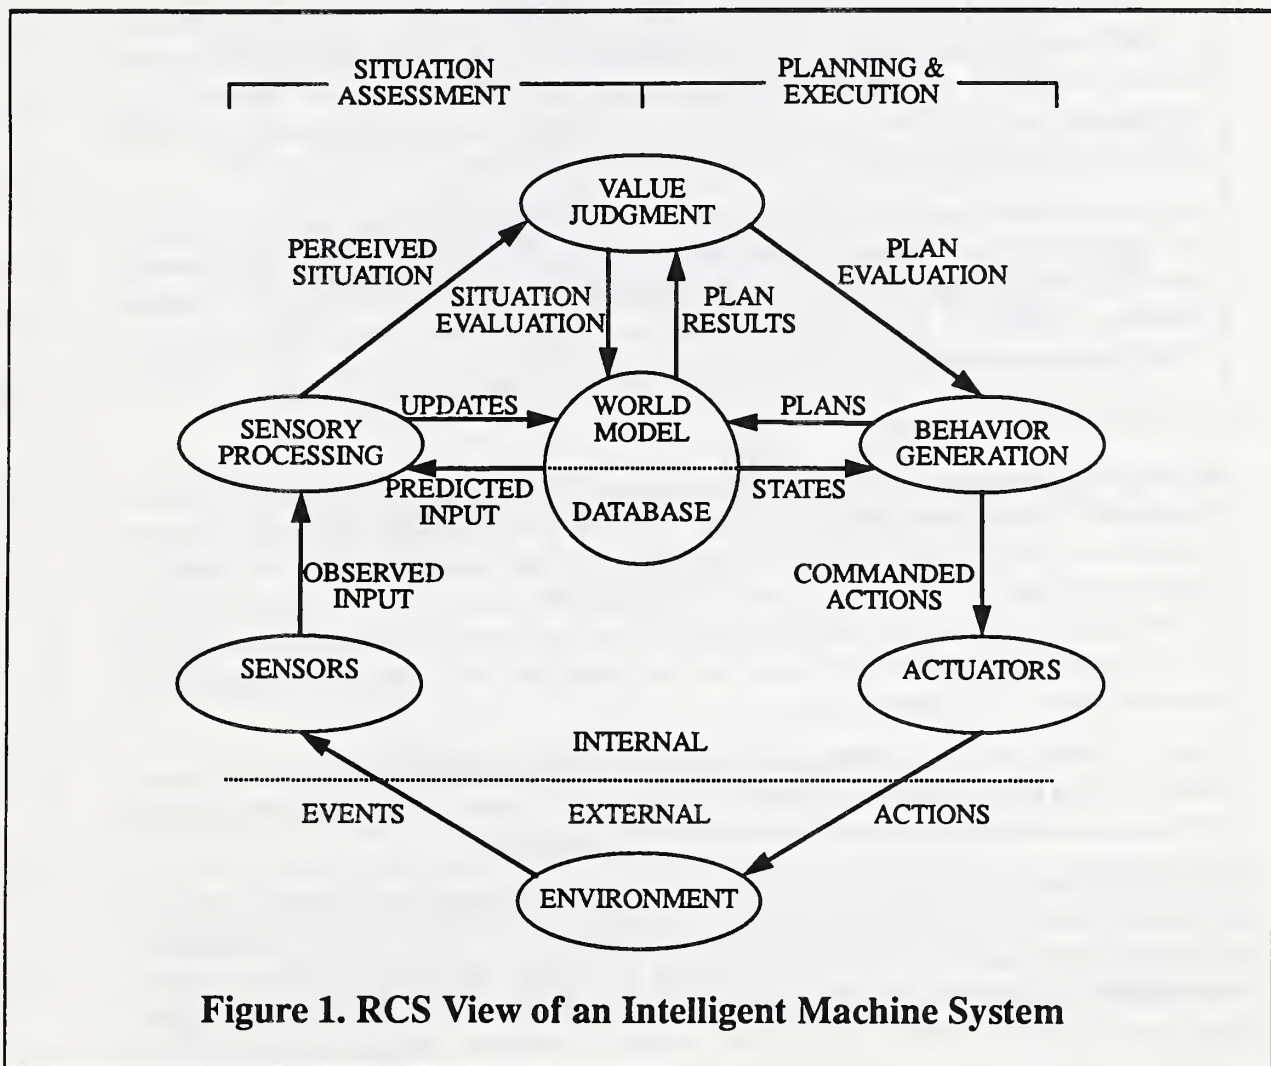 SITUATION
ASSESSMENT
PLANNING &
EXECUTION
VALUE
JUDGMENT
PERCEIVED
SITUATION
PLAN
EVALUATION
SITUATION
EVALUATION
PLAN
RESULTS
UPDATES
WORLD
MODEL
PLANS
SENSORY
PROCESSING
BEHAVIOR
GENERATION
PREDICTED
INPUT
DATABASE
STATES
OBSERVED
INPUT
COMMANDED
ACTIONS
SENSORS
ACTUATORS
INTERNAL
EVENTS
EXTERNAL
ACTIONS
ENVIRONMENT
Figure 1. RCS View of an Intelligent Machine System